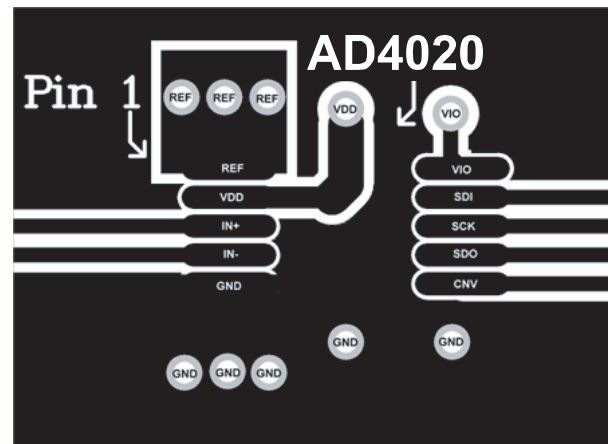 AD4020
Pin 1
REF REF REF
VDD
VIO
REF
VDD
IN+
IN-
GND
VIO
SDI
SCK
SDO
CNV
GND
GND
GND GND GND